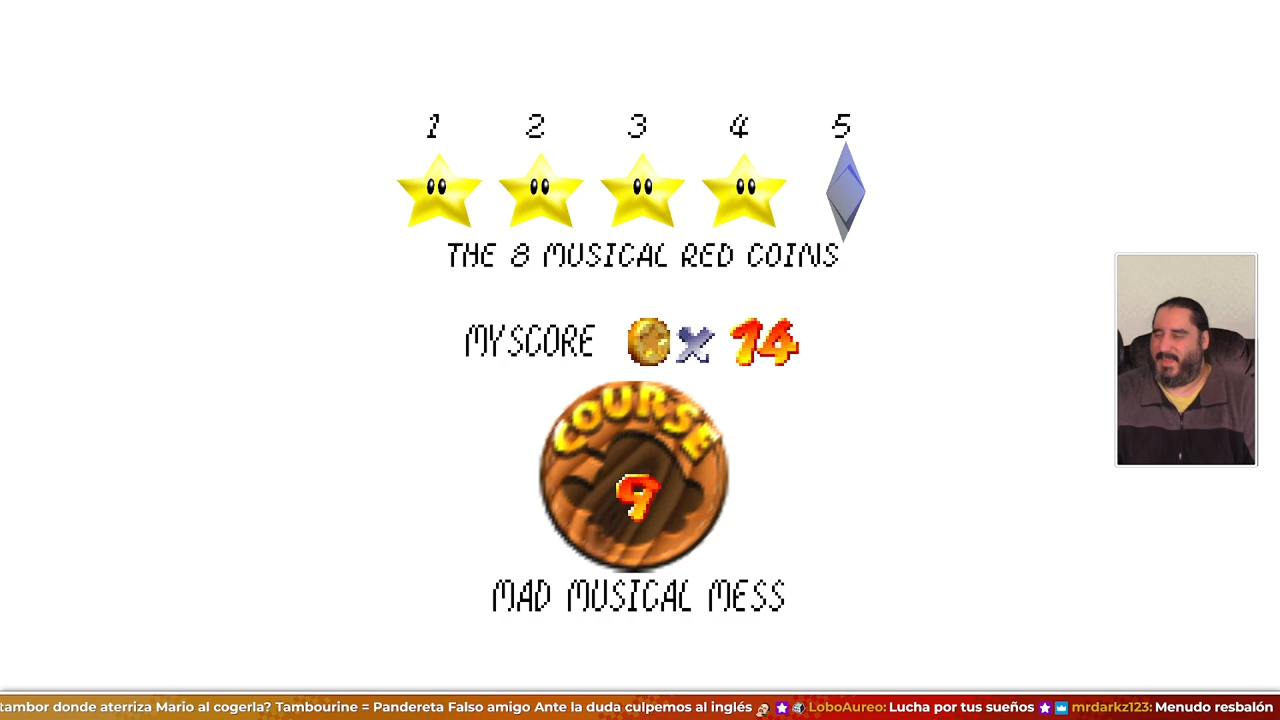 1 2 3 4 5
THE 8 MUSICAL RED COINS
MY SCORE x 14
COURSE
9
MAD MUSICAL MESS
tambor donde aterriza Mario al cogerla? Tambourine = Pandereta Falso amigo Ante la duda culpemos al inglés LoboAureo: Lucha por tus sueños mrdarkz123: Menudo resbalón